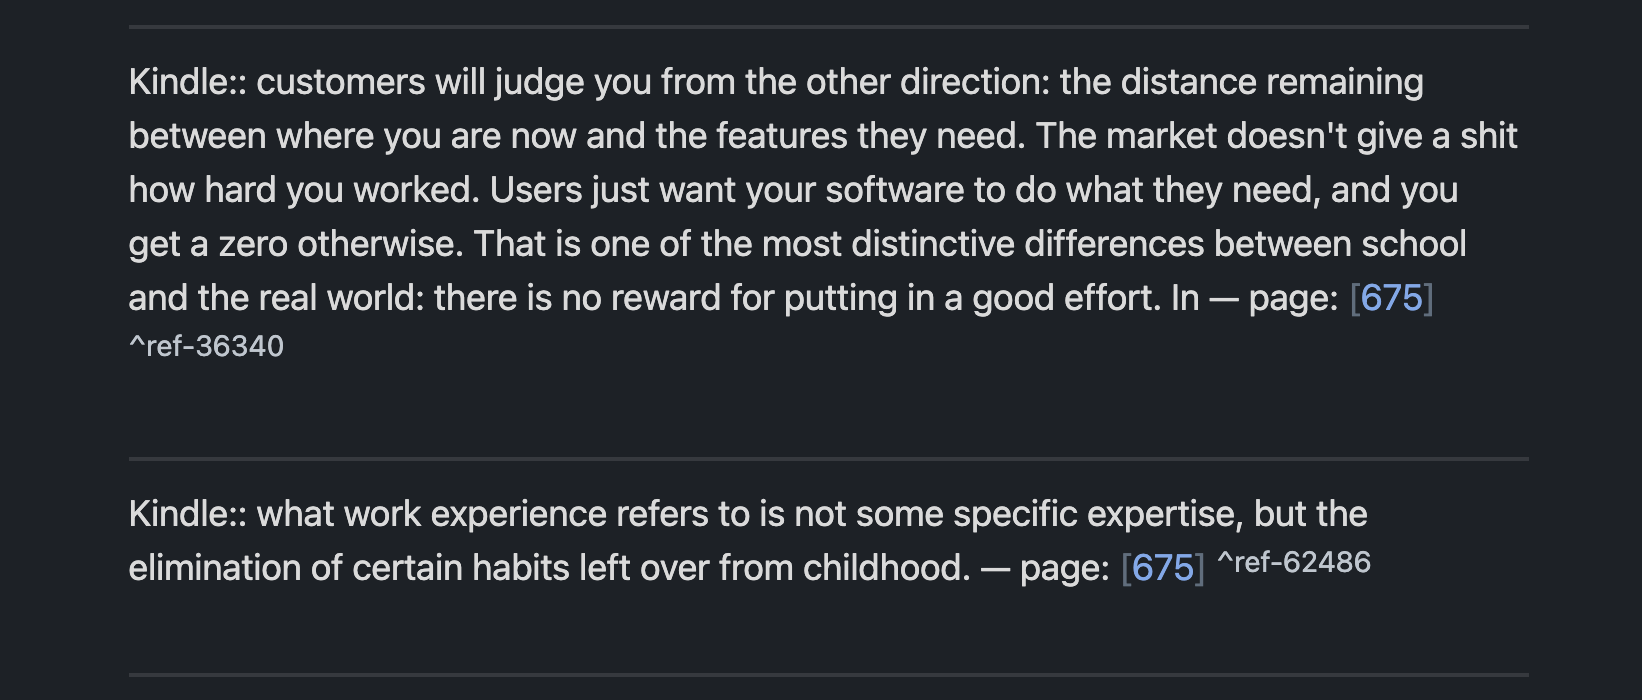 Kindle:: customers will judge you from the other direction: the distance remaining
between where you are now and the features they need. The market doesn't give a shit
how hard you worked. Users just want your software to do what they need, and you
get a zero otherwise. That is one of the most distinctive differences between school
and the real world: there is no reward for putting in a good effort. In — page: [675]
^ref-36340
Kindle:: what work experience refers to is not some specific expertise, but the
elimination of certain habits left over from childhood. — page: [675] ^ref-62486